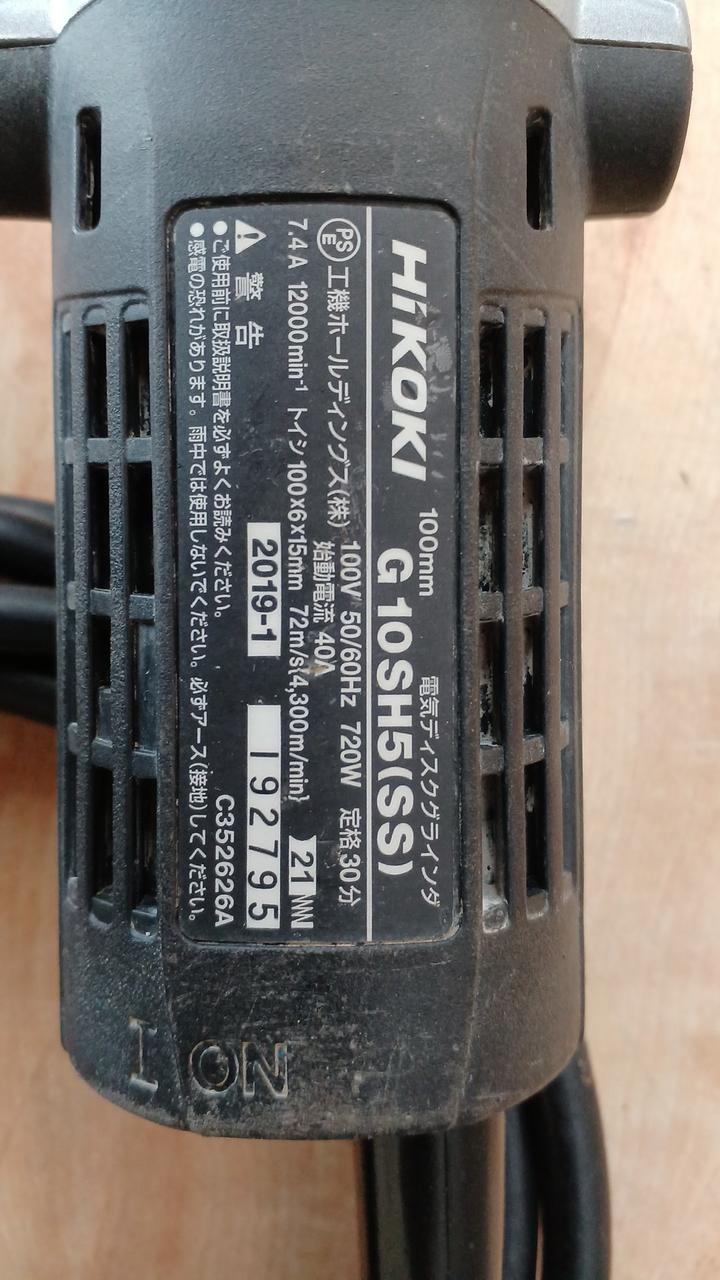 HiKOKI
100mm 電気ディスクグラインダ
G 10SH5(SS)
PSE 工機ホールディングス(株) 100V 50/60Hz 720W 定格30分
始動電流 40A
7.4A 12000min⁻¹ トイシ 100x6x15mm 72m/s{4,300m/min} 21
2019-1 192795
警告
●ご使用前に取扱説明書を必ずよくお読みください。 C352626A
●感電の恐れがあります。雨中では使用しないでください。必ずアース(接地)してください。
I ON